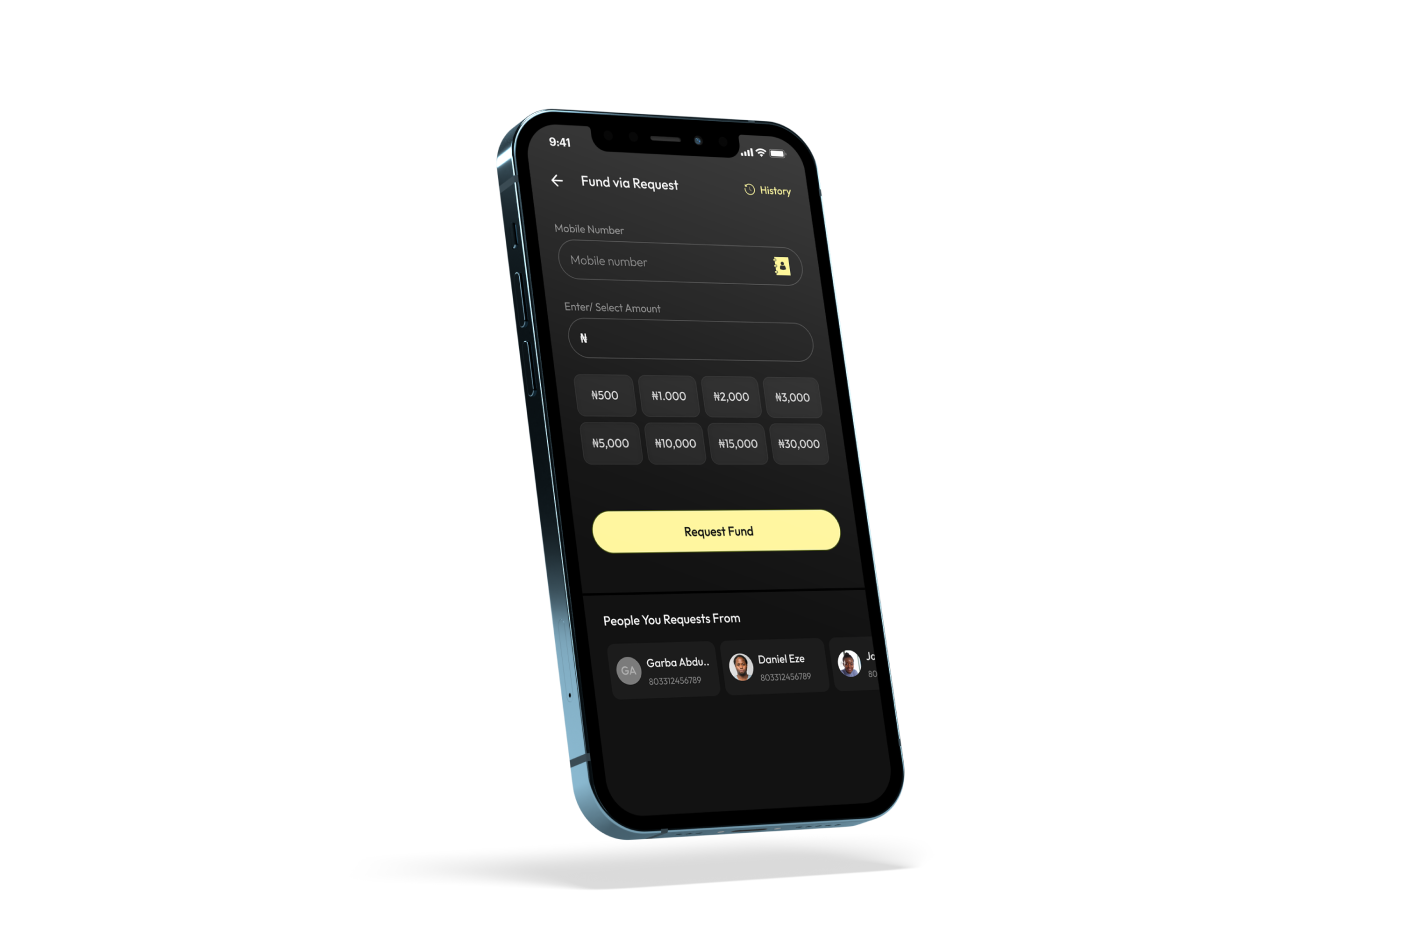 9:41
Fund via Request
History
Mobile Number
Mobile number
Enter/ Select Amount
₦
₦500 ₦1.000 ₦2,000 ₦3,000
₦5,000 ₦10,000 ₦15,000 ₦30,000
Request Fund
People You Requests From
GA Garba Abdu.. Daniel Eze Jo
803312456789 803312456789 80